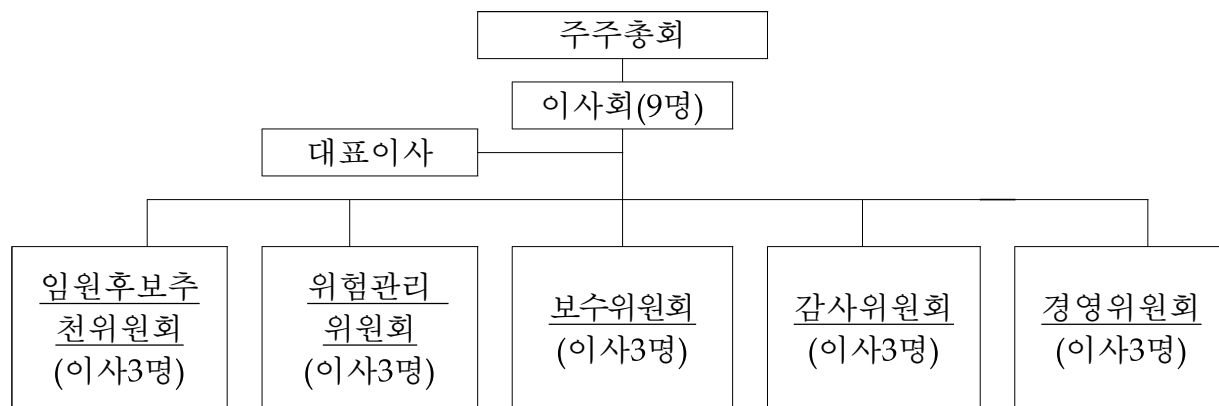 주주총회
이사회(9명)
대표이사
임원후보추
천위원회
(이사3명)
위험관리
위원회
(이사3명)
보수위원회
(이사3명)
감사위원회
(이사3명)
경영위원회
(이사3명)